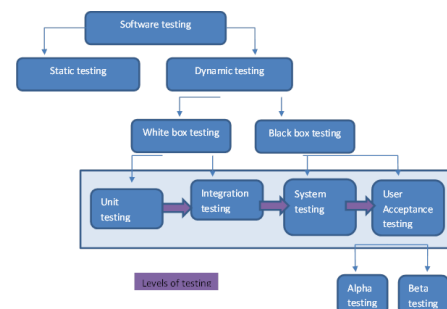 Software testing
Static testing
Dynamic testing
White box testing
Black box testing
Unit
testing
Integration
testing
System
testing
User
Acceptance
testing
Levels of testing
Alpha
testing
Beta
testing